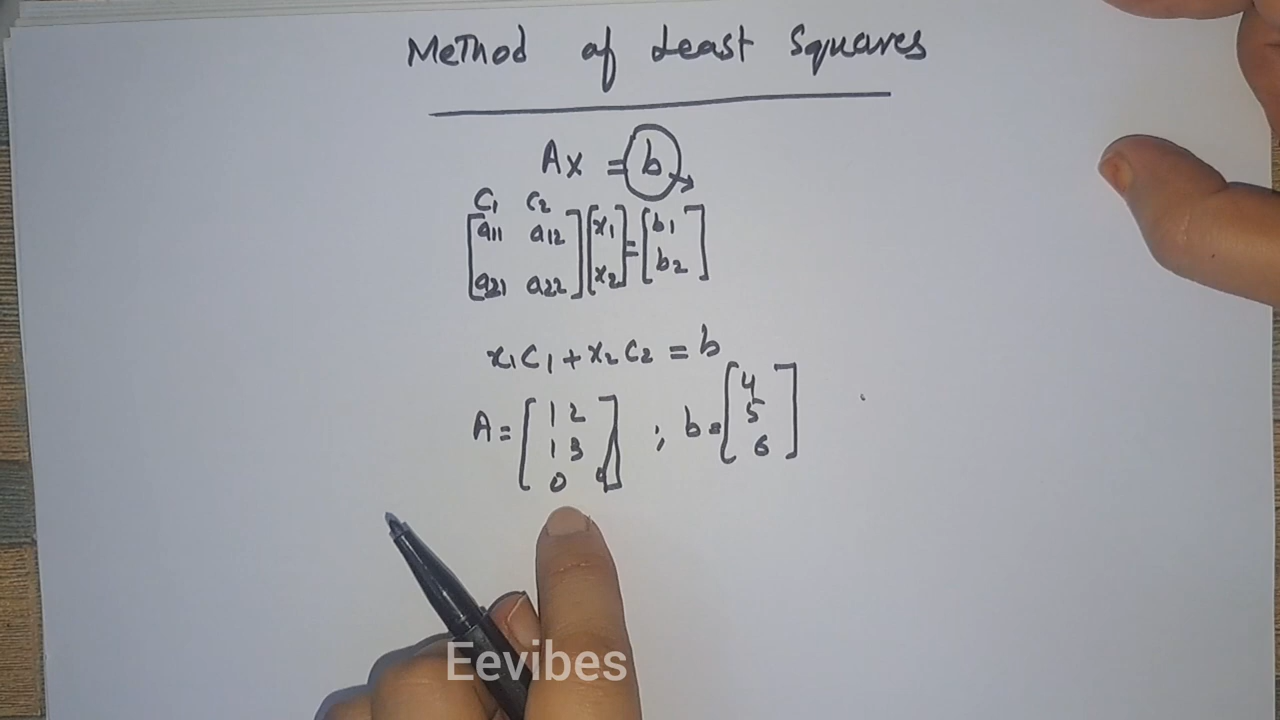 Method of Least Squares
Ax = b
C1 C2
[a11 a12] [x1] = [b1]
[a21 a22] [x2] [b2]
x1C1 + x2C2 = b
A = [1 2 ; b = [4
1 3 5
0 ] 6]
Eevibes